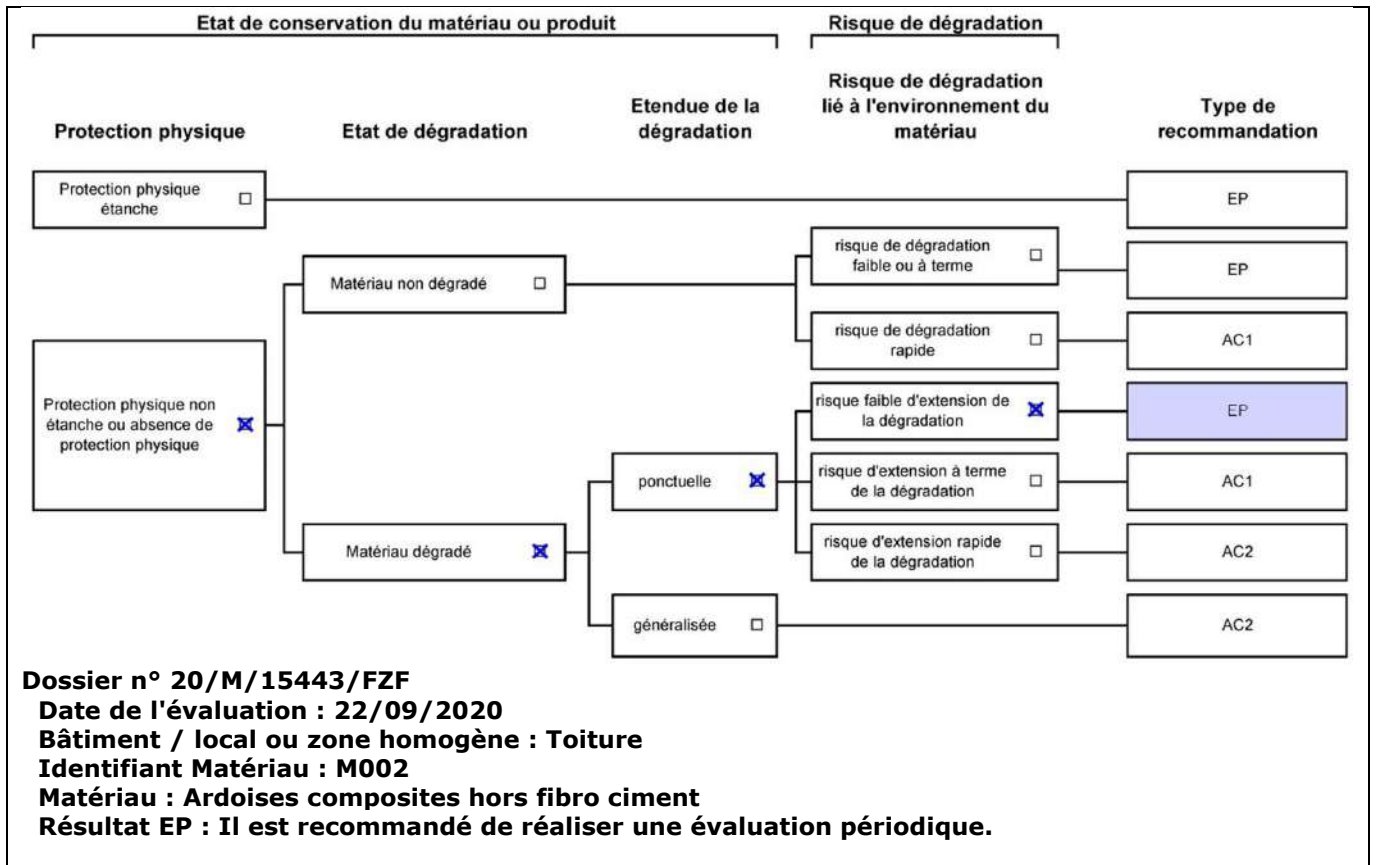 Etat de conservation du matériau ou produit
Risque de dégradation
Protection physique
Etat de dégradation
Etendue de la
dégradation
Risque de dégradation
lié à l'environnement du
matériau
Type de
recommandation
Protection physique
étanche
EP
risque de dégradation
faible ou à terme
EP
Matériau non dégradé
risque de dégradation
rapide
AC1
Protection physique non
étanche ou absence de
protection physique
risque faible d'extension de
la dégradation
EP
ponctuelle
risque d'extension à terme
de la dégradation
AC1
Matériau dégradé
risque d'extension rapide
de la dégradation
AC2
généralisée
AC2
Dossier n° 20/M/15443/FZF
Date de l'évaluation : 22/09/2020
Bâtiment / local ou zone homogène : Toiture
Identifiant Matériau : M002
Matériau : Ardoises composites hors fibro ciment
Résultat EP : Il est recommandé de réaliser une évaluation périodique.